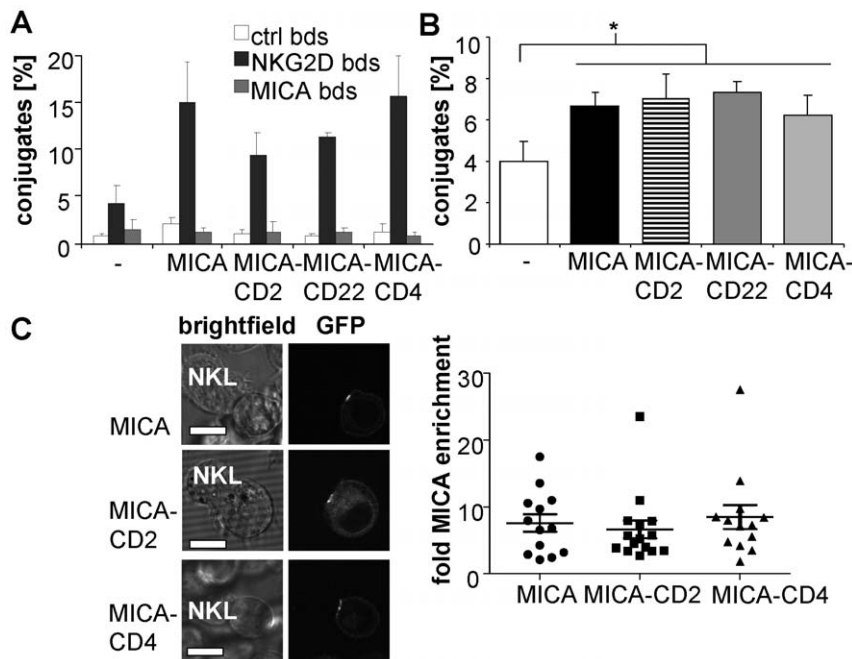 A
ctrl bds
NKG2D bds
MICA bds
conjugates [%]
20
15
10
5
0
-
MICA
MICA-CD2
MICA-CD22
MICA-CD4
B
*
conjugates [%]
10
8
6
4
2
0
-
MICA
MICA-CD2
MICA-CD22
MICA-CD4
C
brightfield
GFP
MICA
NKL
MICA-CD2
NKL
MICA-CD4
NKL
fold MICA enrichment
30
20
10
0
MICA
MICA-CD2
MICA-CD4